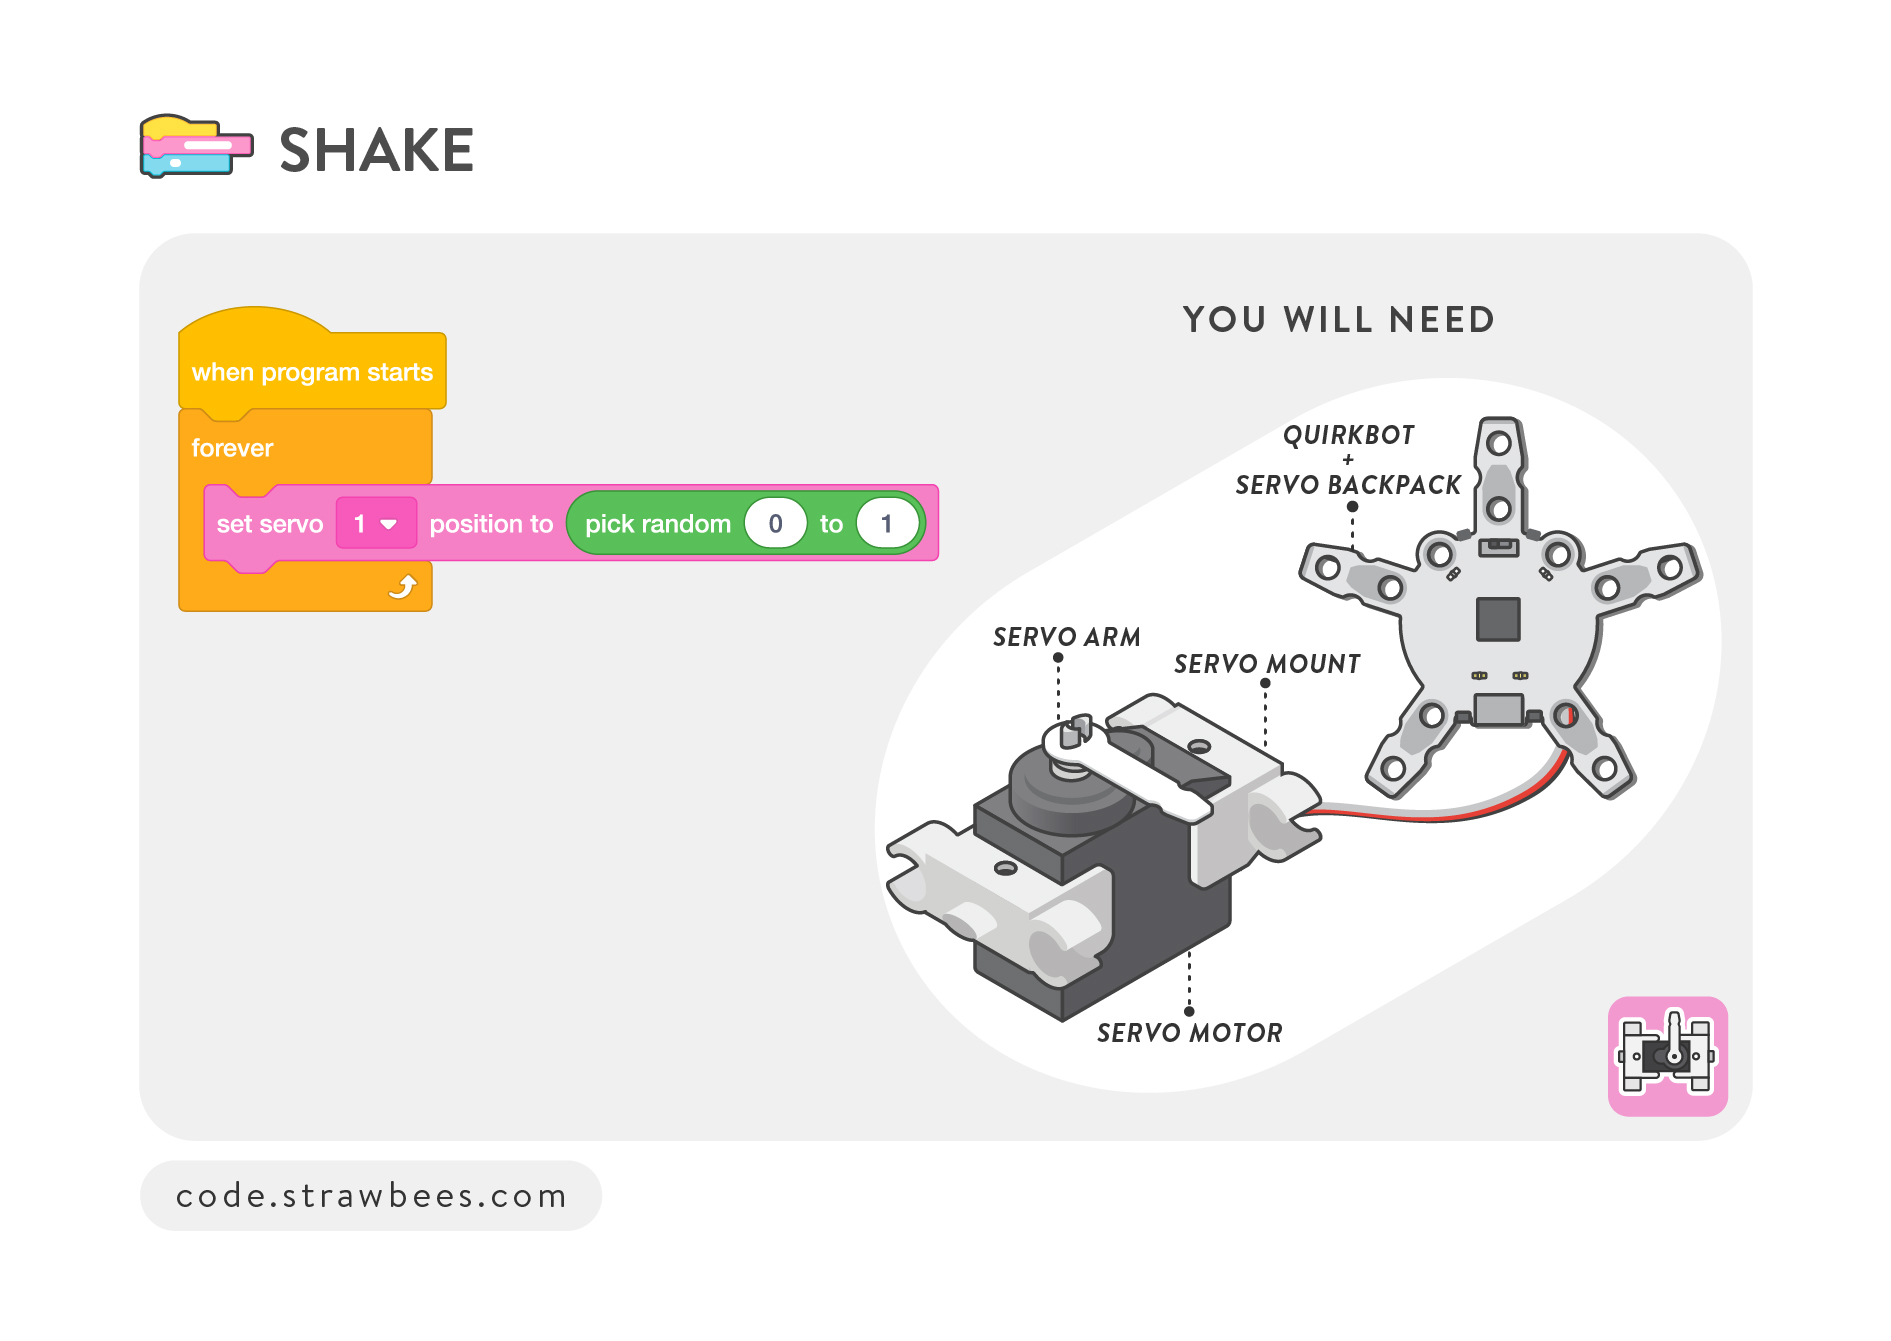 SHAKE
when program starts
forever
set servo 1 position to pick random 0 to 1
YOU WILL NEED
QUIRKBOT
+
SERVO BACKPACK
SERVO ARM
SERVO MOUNT
SERVO MOTOR
code.strawbees.com